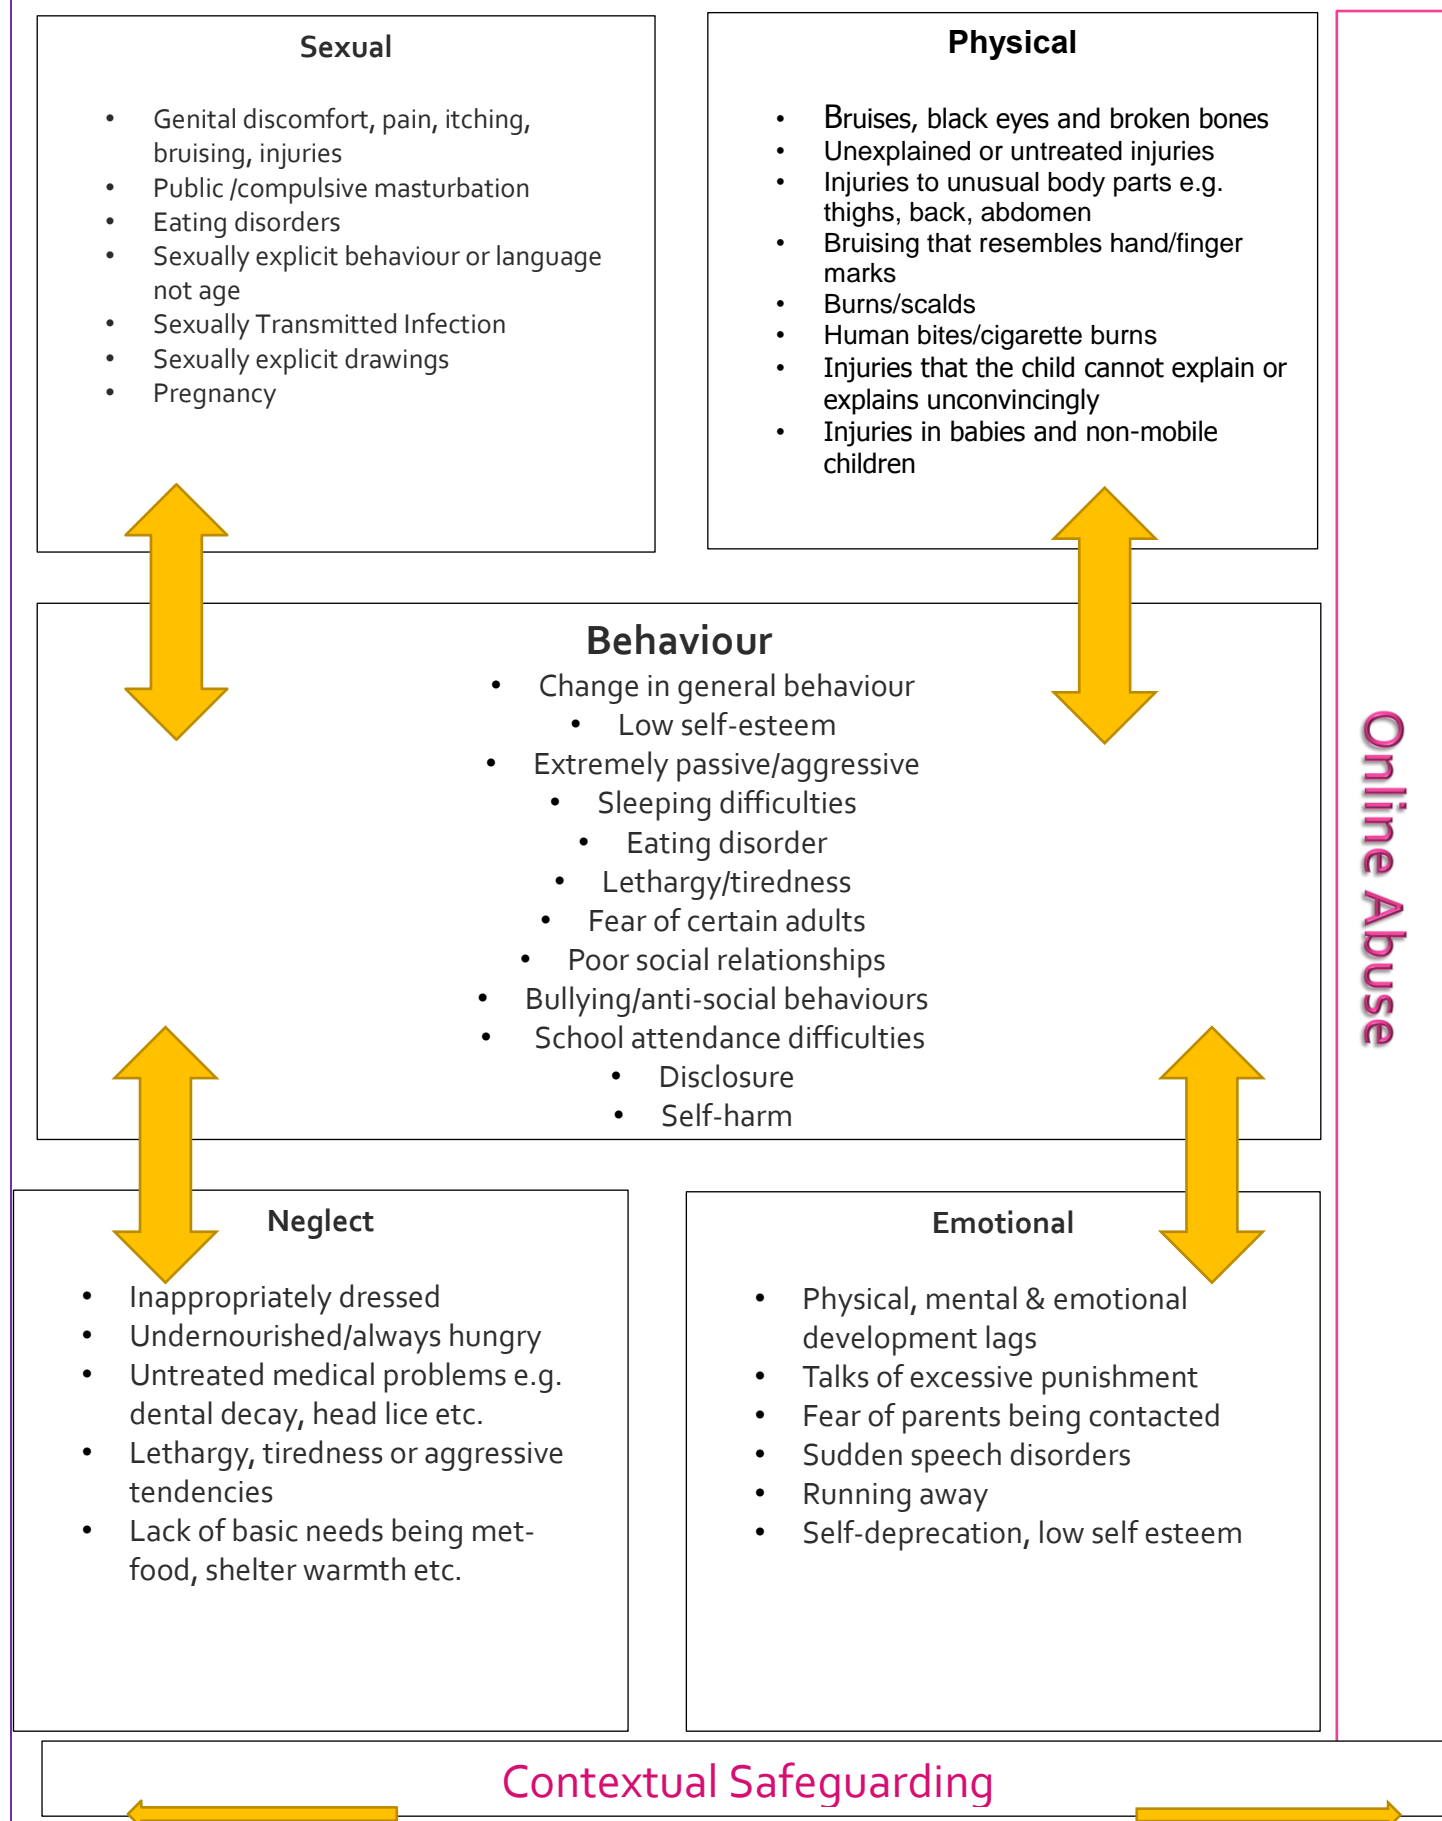 Sexual
• Genital discomfort, pain, itching,
bruising, injuries
• Public /compulsive masturbation
• Eating disorders
• Sexually explicit behaviour or language
not age
• Sexually Transmitted Infection
• Sexually explicit drawings
• Pregnancy
Physical
• Bruises, black eyes and broken bones
• Unexplained or untreated injuries
• Injuries to unusual body parts e.g.
thighs, back, abdomen
• Bruising that resembles hand/finger
marks
• Burns/scalds
• Human bites/cigarette burns
• Injuries that the child cannot explain or
explains unconvincingly
• Injuries in babies and non-mobile
children
Behaviour
• Change in general behaviour
• Low self-esteem
• Extremely passive/aggressive
• Sleeping difficulties
• Eating disorder
• Lethargy/tiredness
• Fear of certain adults
• Poor social relationships
• Bullying/anti-social behaviours
• School attendance difficulties
• Disclosure
• Self-harm
Online Abuse
Neglect
• Inappropriately dressed
• Undernourished/always hungry
• Untreated medical problems e.g.
dental decay, head lice etc.
• Lethargy, tiredness or aggressive
tendencies
• Lack of basic needs being met-
food, shelter warmth etc.
Emotional
• Physical, mental & emotional
development lags
• Talks of excessive punishment
• Fear of parents being contacted
• Sudden speech disorders
• Running away
• Self-deprecation, low self esteem
Contextual Safeguarding